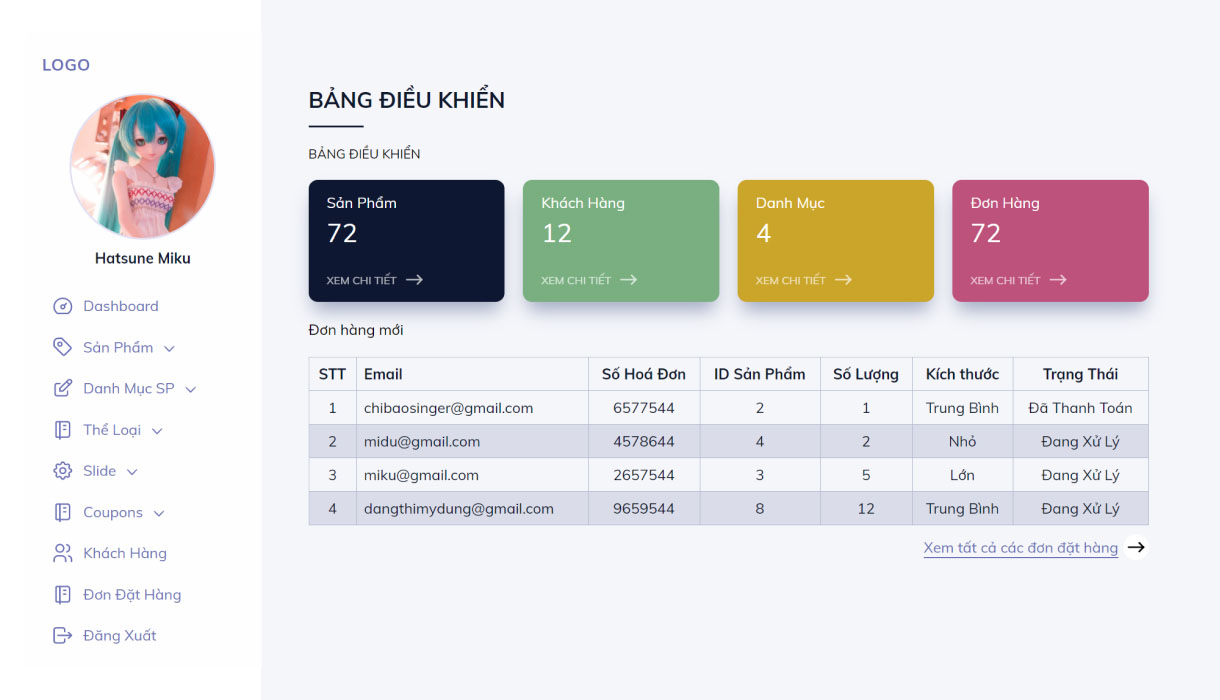 LOGO
Hatsune Miku
Dashboard
Sản Phẩm
Danh Mục SP
Thể Loại
Slide
Coupons
Khách Hàng
Đơn Đặt Hàng
Đăng Xuất
BẢNG ĐIỀU KHIỂN
BẢNG ĐIỀU KHIỂN
Sản Phẩm
72
XEM CHI TIẾT
Khách Hàng
12
XEM CHI TIẾT
Danh Mục
4
XEM CHI TIẾT
Đơn Hàng
72
XEM CHI TIẾT
Đơn hàng mới
STT Email Số Hoá Đơn ID Sản Phẩm Số Lượng Kích thước Trạng Thái
1 chibaosinger@gmail.com 6577544 2 1 Trung Bình Đã Thanh Toán
2 midu@gmail.com 4578644 4 2 Nhỏ Đang Xử Lý
3 miku@gmail.com 2657544 3 5 Lớn Đang Xử Lý
4 dangthimydung@gmail.com 9659544 8 12 Trung Bình Đang Xử Lý
Xem tất cả các đơn đặt hàng